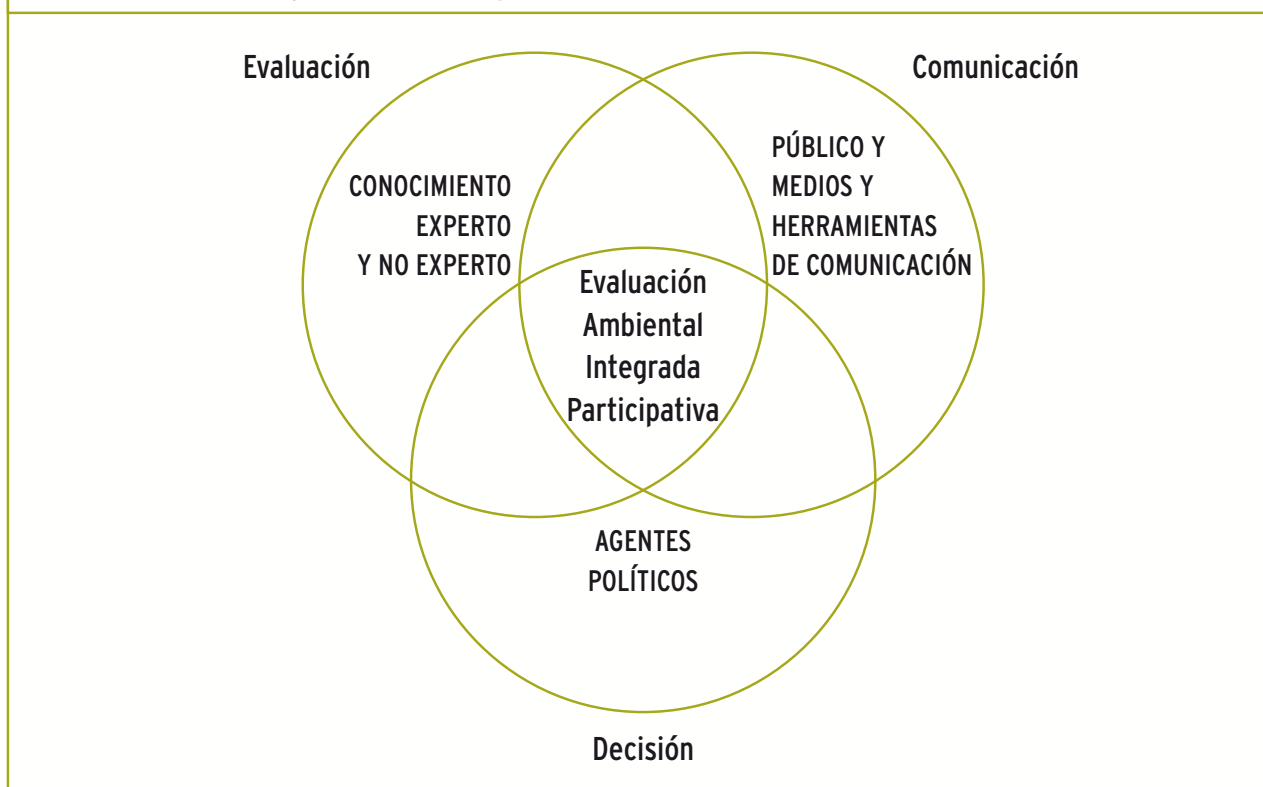 Evaluación
Comunicación
CONOCIMIENTO
EXPERTO
Y NO EXPERTO
PÚBLICO Y
MEDIOS Y
HERRAMIENTAS
DE COMUNICACIÓN
Evaluación
Ambiental
Integrada
Participativa
AGENTES
POLÍTICOS
Decisión